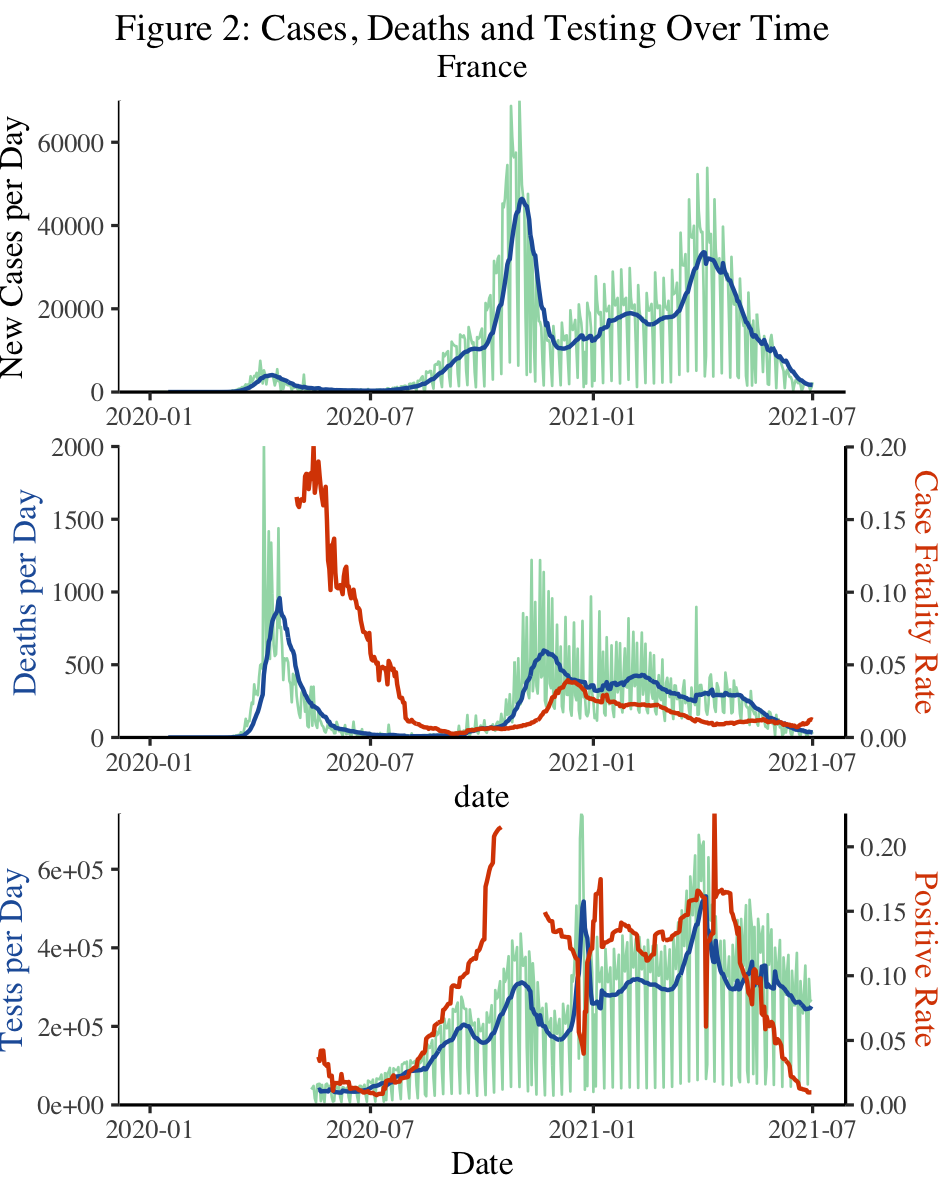 Figure 2: Cases, Deaths and Testing Over Time
France
New Cases per Day
60000
40000
20000
0
2020-01
2020-07
2021-01
2021-07
Deaths per Day
2000
1500
1000
500
0
0.20
0.15
0.10
0.05
0.00
Case Fatality Rate
2020-01
2020-07
2021-01
2021-07
date
Tests per Day
6e+05
4e+05
2e+05
0e+00
0.20
0.15
0.10
0.05
0.00
Positive Rate
2020-01
2020-07
2021-01
2021-07
Date